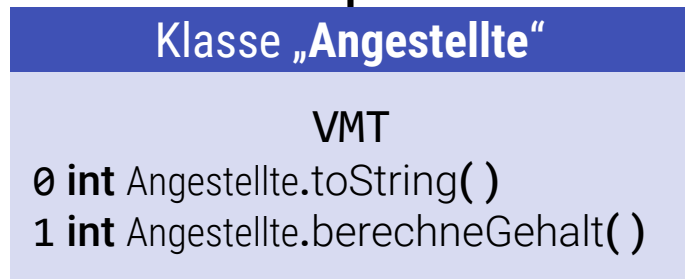 Klasse „Angestellte“
VMT
0 int Angestellte.toString()
1 int Angestellte.berechneGehalt()